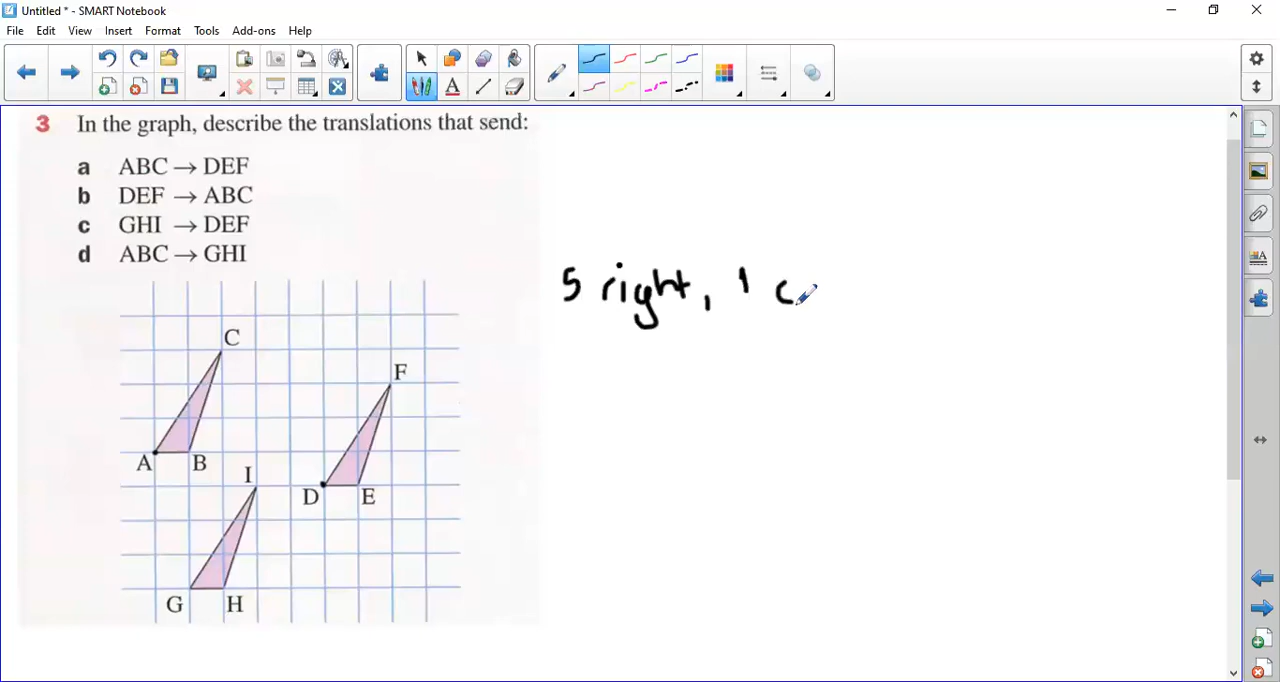 Untitled * - SMART Notebook
File Edit View Insert Format Tools Add-ons Help
3 In the graph, describe the translations that send:
a ABC → DEF
b DEF → ABC
c GHI → DEF
d ABC → GHI
5 right, 1
C
F
A B
I
D E
G H